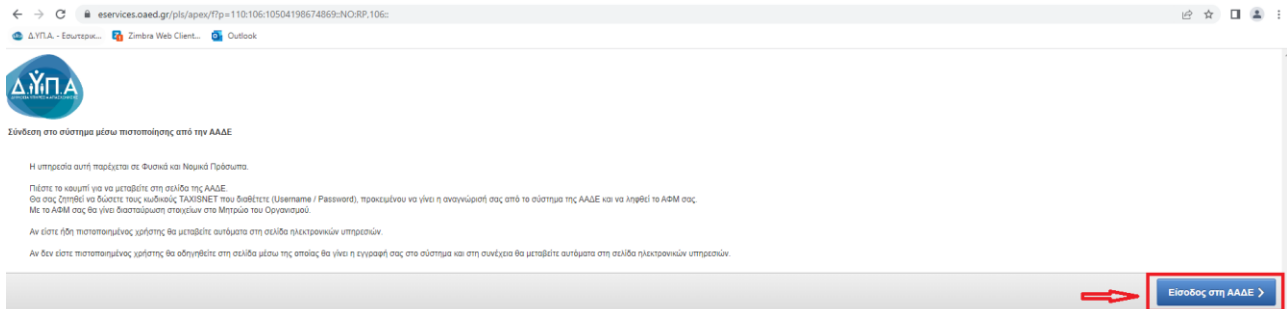 eservices.oaed.gr/pls/apex/f?p=110:106:10504198674869::NO:RP,106::
Δ.ΥΠ.Α. - Εσωτερικ... Zimbra Web Client... Outlook
Δ.ΥΠ.Α
Σύνδεση στο σύστημα μέσω πιστοποίησης από την ΑΑΔΕ
Η υπηρεσία αυτή παρέχεται σε Φυσικά και Νομικά Πρόσωπα.
Πιέστε το κουμπί για να μεταβείτε στη σελίδα της ΑΑΔΕ.
Θα σας ζητηθεί να δώσετε τους κωδικούς TAXISNET που διαθέτετε (Username / Password), προκειμένου να γίνει η αναγνώρισή σας από το σύστημα της ΑΑΔΕ και να ληφθεί το ΑΦΜ σας.
Με το ΑΦΜ σας θα γίνει διασταύρωση στοιχείων στο Μητρώο του Οργανισμού.
Αν είστε ήδη πιστοποιημένος χρήστης θα μεταβείτε αυτόματα στη σελίδα ηλεκτρονικών υπηρεσιών.
Αν δεν είστε πιστοποιημένος χρήστης θα οδηγηθείτε στη σελίδα μέσω της οποίας θα γίνει η εγγραφή σας στο σύστημα και στη συνέχεια θα μεταβείτε αυτόματα στη σελίδα ηλεκτρονικών υπηρεσιών.
Είσοδος στη ΑΑΔΕ